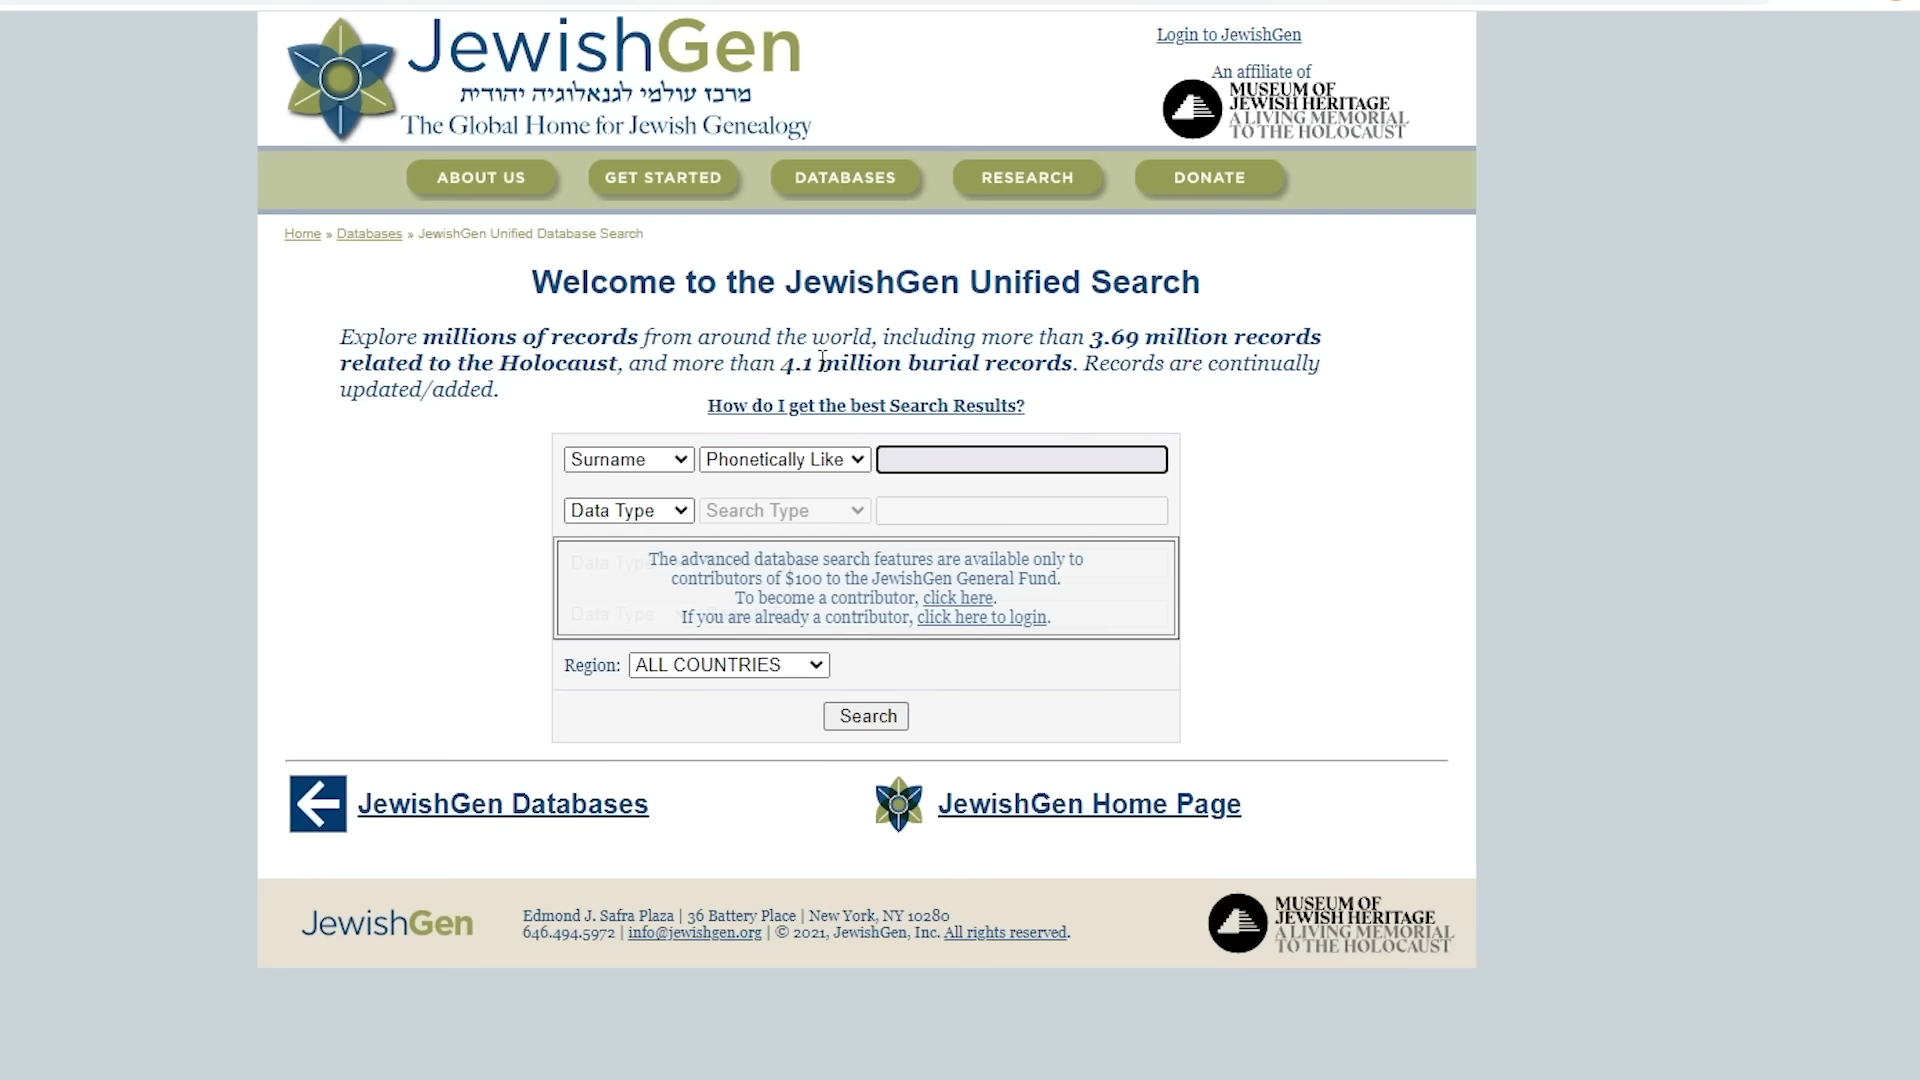 JewishGen
מרכז עולמי לגנאלוגיה יהודית
The Global Home for Jewish Genealogy
Login to JewishGen
An affiliate of
MUSEUM OF
JEWISH HERITAGE
A LIVING MEMORIAL
TO THE HOLOCAUST
ABOUT US
GET STARTED
DATABASES
RESEARCH
DONATE
Home » Databases » JewishGen Unified Database Search
Welcome to the JewishGen Unified Search
Explore millions of records from around the world, including more than 3.69 million records
related to the Holocaust, and more than 4.1 million burial records. Records are continually
updated/added.
How do I get the best Search Results?
Surname
Phonetically Like
Data Type
Search Type
Data Type
The advanced database search features are available only to
contributors of $100 to the JewishGen General Fund.
To become a contributor, click here.
Data Type
If you are already a contributor, click here to login.
Region: ALL COUNTRIES
Search
JewishGen Databases
JewishGen Home Page
JewishGen
Edmond J. Safra Plaza | 36 Battery Place | New York, NY 10280
646.494.5972 | info@jewishgen.org | © 2021, JewishGen, Inc. All rights reserved.
MUSEUM OF
JEWISH HERITAGE
A LIVING MEMORIAL
TO THE HOLOCAUST